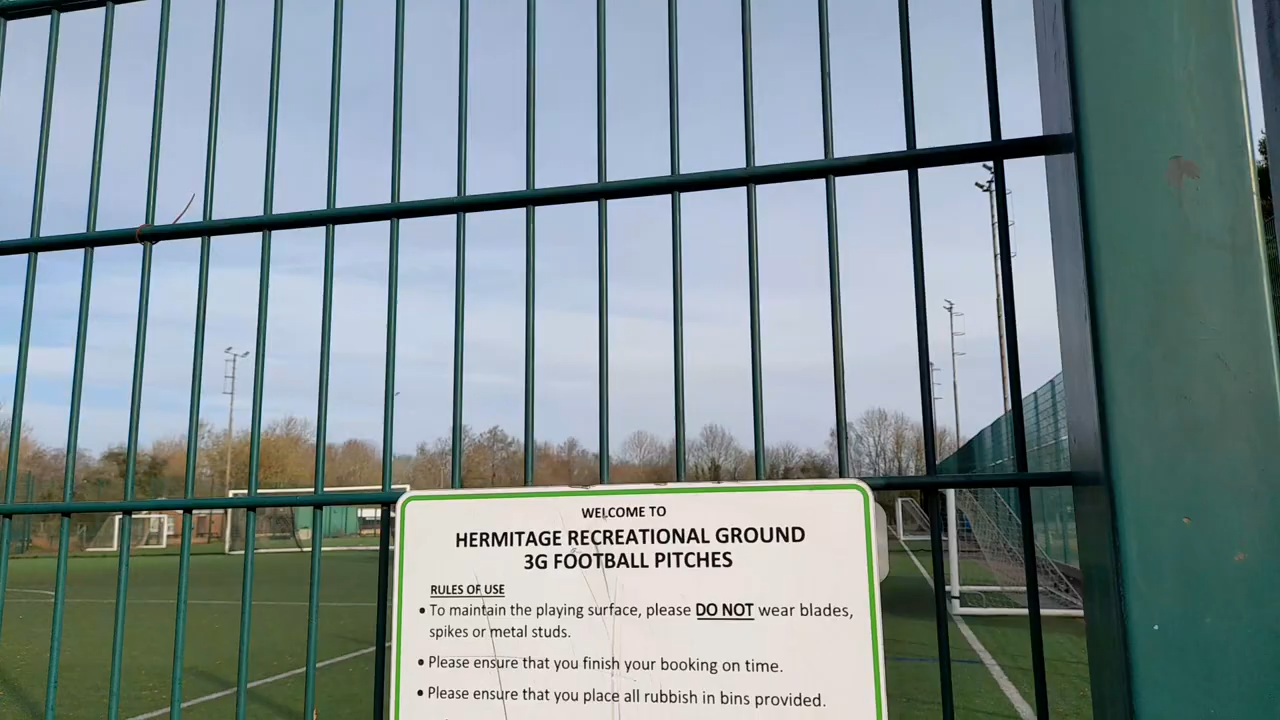 WELCOME TO
HERMITAGE RECREATIONAL GROUND
3G FOOTBALL PITCHES
RULES OF USE
• To maintain the playing surface, please DO NOT wear blades,
spikes or metal studs.
• Please ensure that you finish your booking on time.
• Please ensure that you place all rubbish in bins provided.